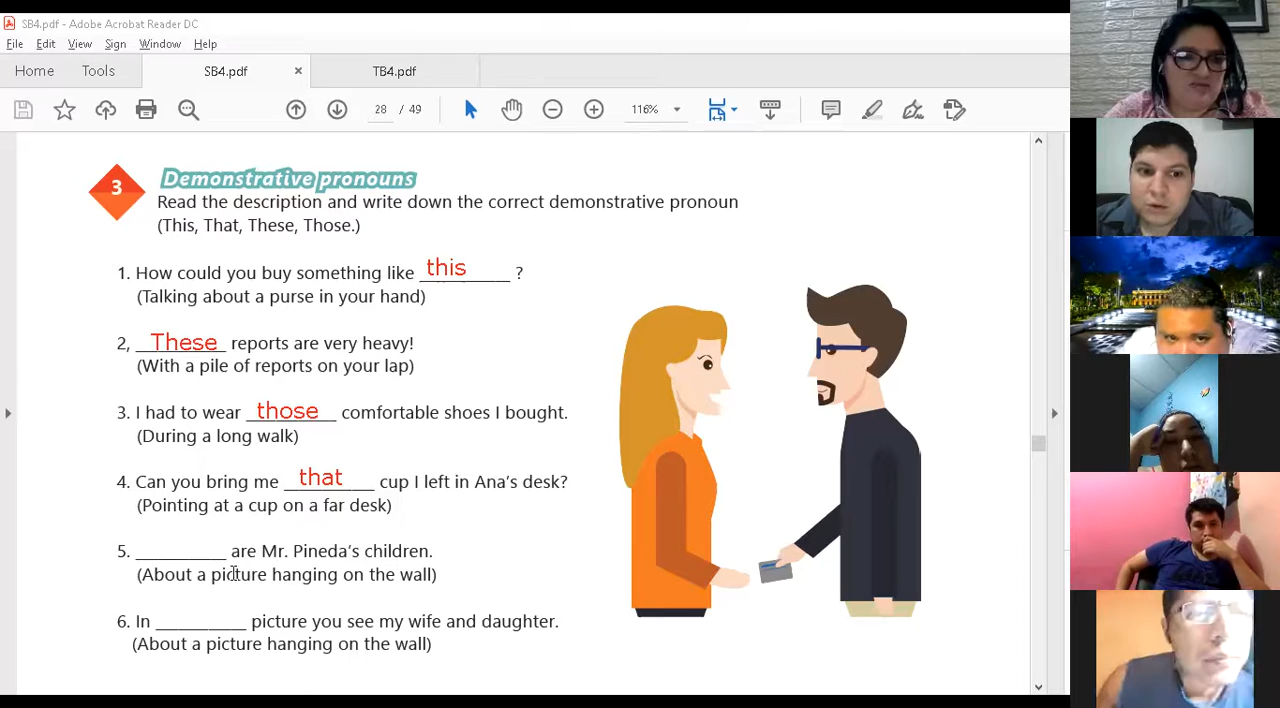 SB4.pdf - Adobe Acrobat Reader DC
File Edit View Sign Window Help
Home Tools SB4.pdf × TB4.pdf
28 / 49 116%
3 Demonstrative pronouns
Read the description and write down the correct demonstrative pronoun
(This, That, These, Those.)
1. How could you buy something like this ?
(Talking about a purse in your hand)
2, These reports are very heavy!
(With a pile of reports on your lap)
3. I had to wear those comfortable shoes I bought.
(During a long walk)
4. Can you bring me that cup I left in Ana's desk?
(Pointing at a cup on a far desk)
5. __________ are Mr. Pineda's children.
(About a picture hanging on the wall)
6. In __________ picture you see my wife and daughter.
(About a picture hanging on the wall)